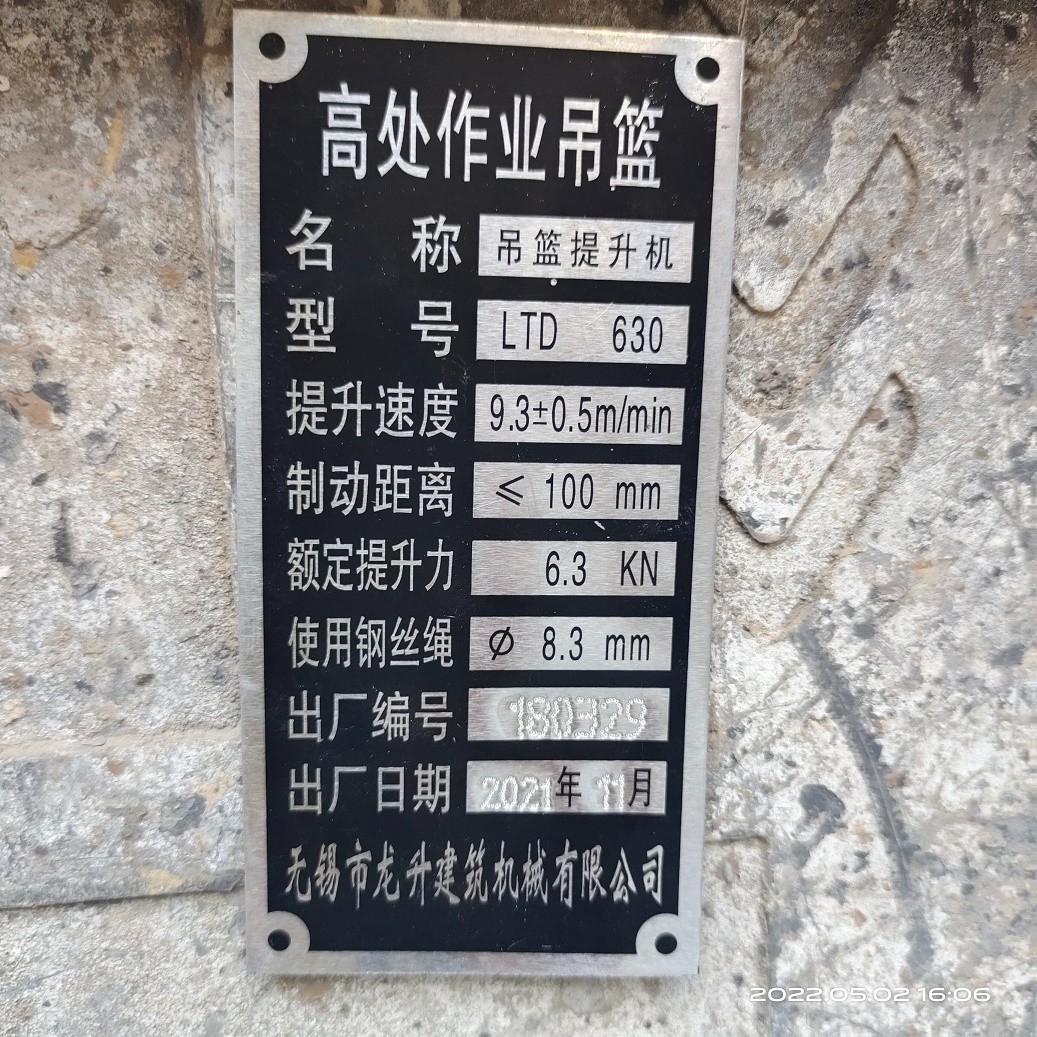 高处作业吊篮
名称 吊篮提升机
型号 LTD 630
提升速度 9.3±0.5m/min
制动距离 ≤ 100 mm
额定提升力 6.3 KN
使用钢丝绳 Ø 8.3 mm
出厂编号 180329
出厂日期 2021年11月
无锡市龙升建筑机械有限公司
2022.05.02 16:06